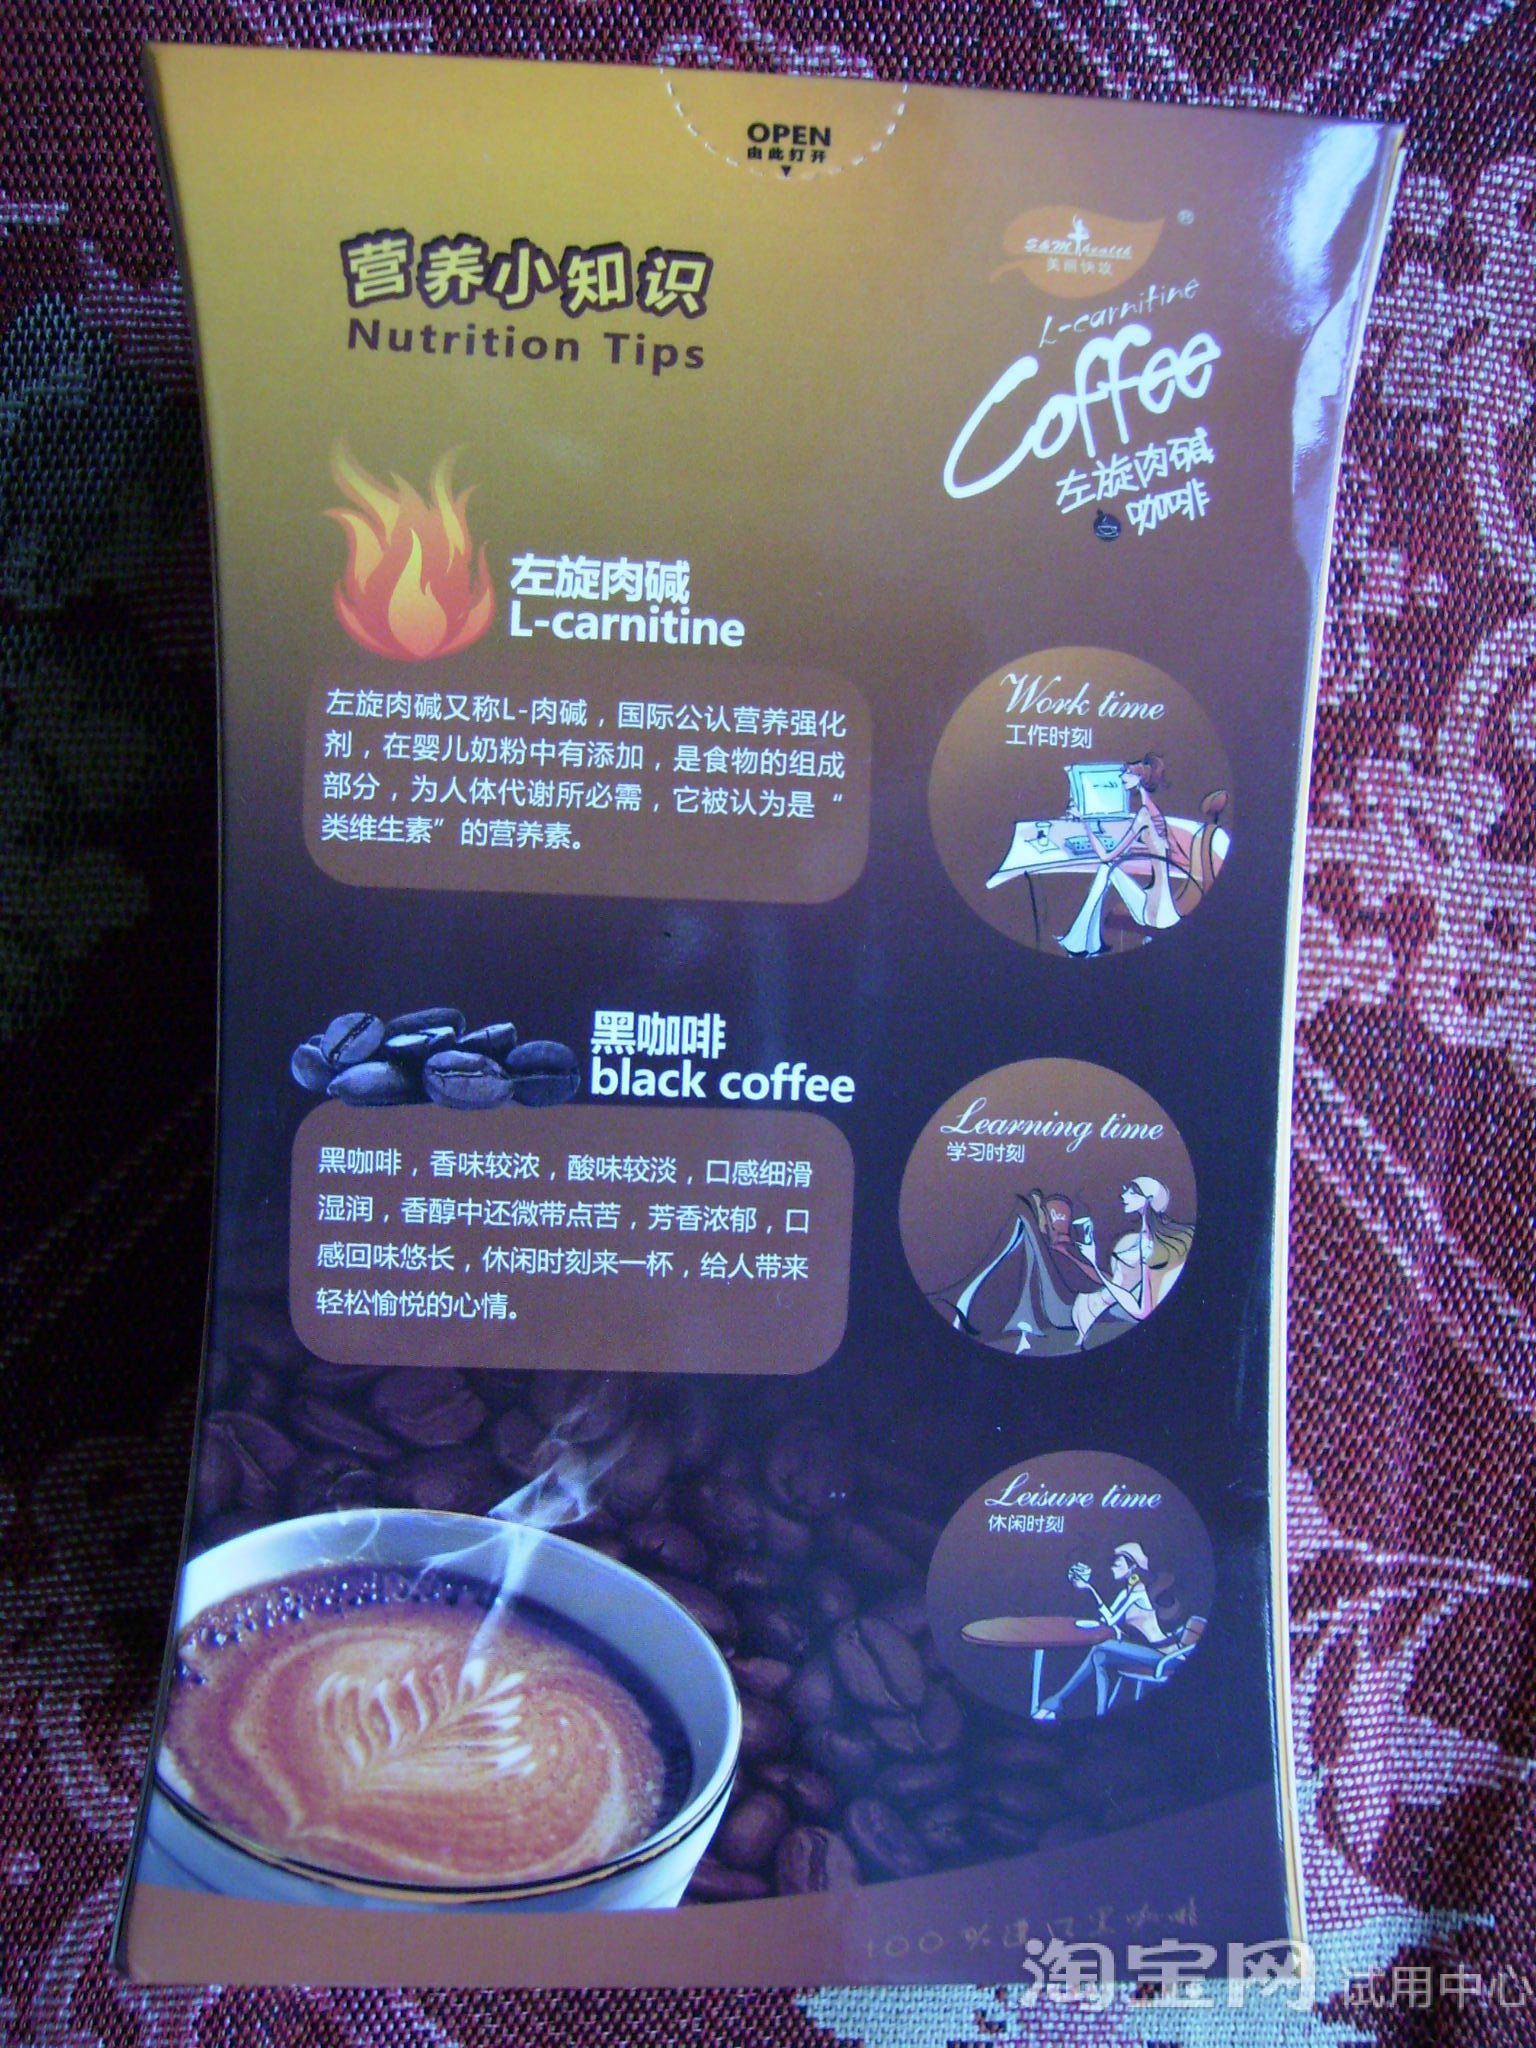 OPEN
由此打开
营养小知识
Nutrition Tips
S&M health
美丽快攻
®
L-carnitine
Coffee
左旋肉碱
咖啡
左旋肉碱
L-carnitine
左旋肉碱又称L-肉碱，国际公认营养强化
剂，在婴儿奶粉中有添加，是食物的组成
部分，为人体代谢所必需，它被认为是“
类维生素”的营养素。
Work time
工作时刻
黑咖啡
black coffee
黑咖啡，香味较浓，酸味较淡，口感细滑
湿润，香醇中还微带点苦，芳香浓郁，口
感回味悠长，休闲时刻来一杯，给人带来
轻松愉悦的心情。
Learning time
学习时刻
Leisure time
休闲时刻
100%
黑咖啡
淘宝网 试用中心